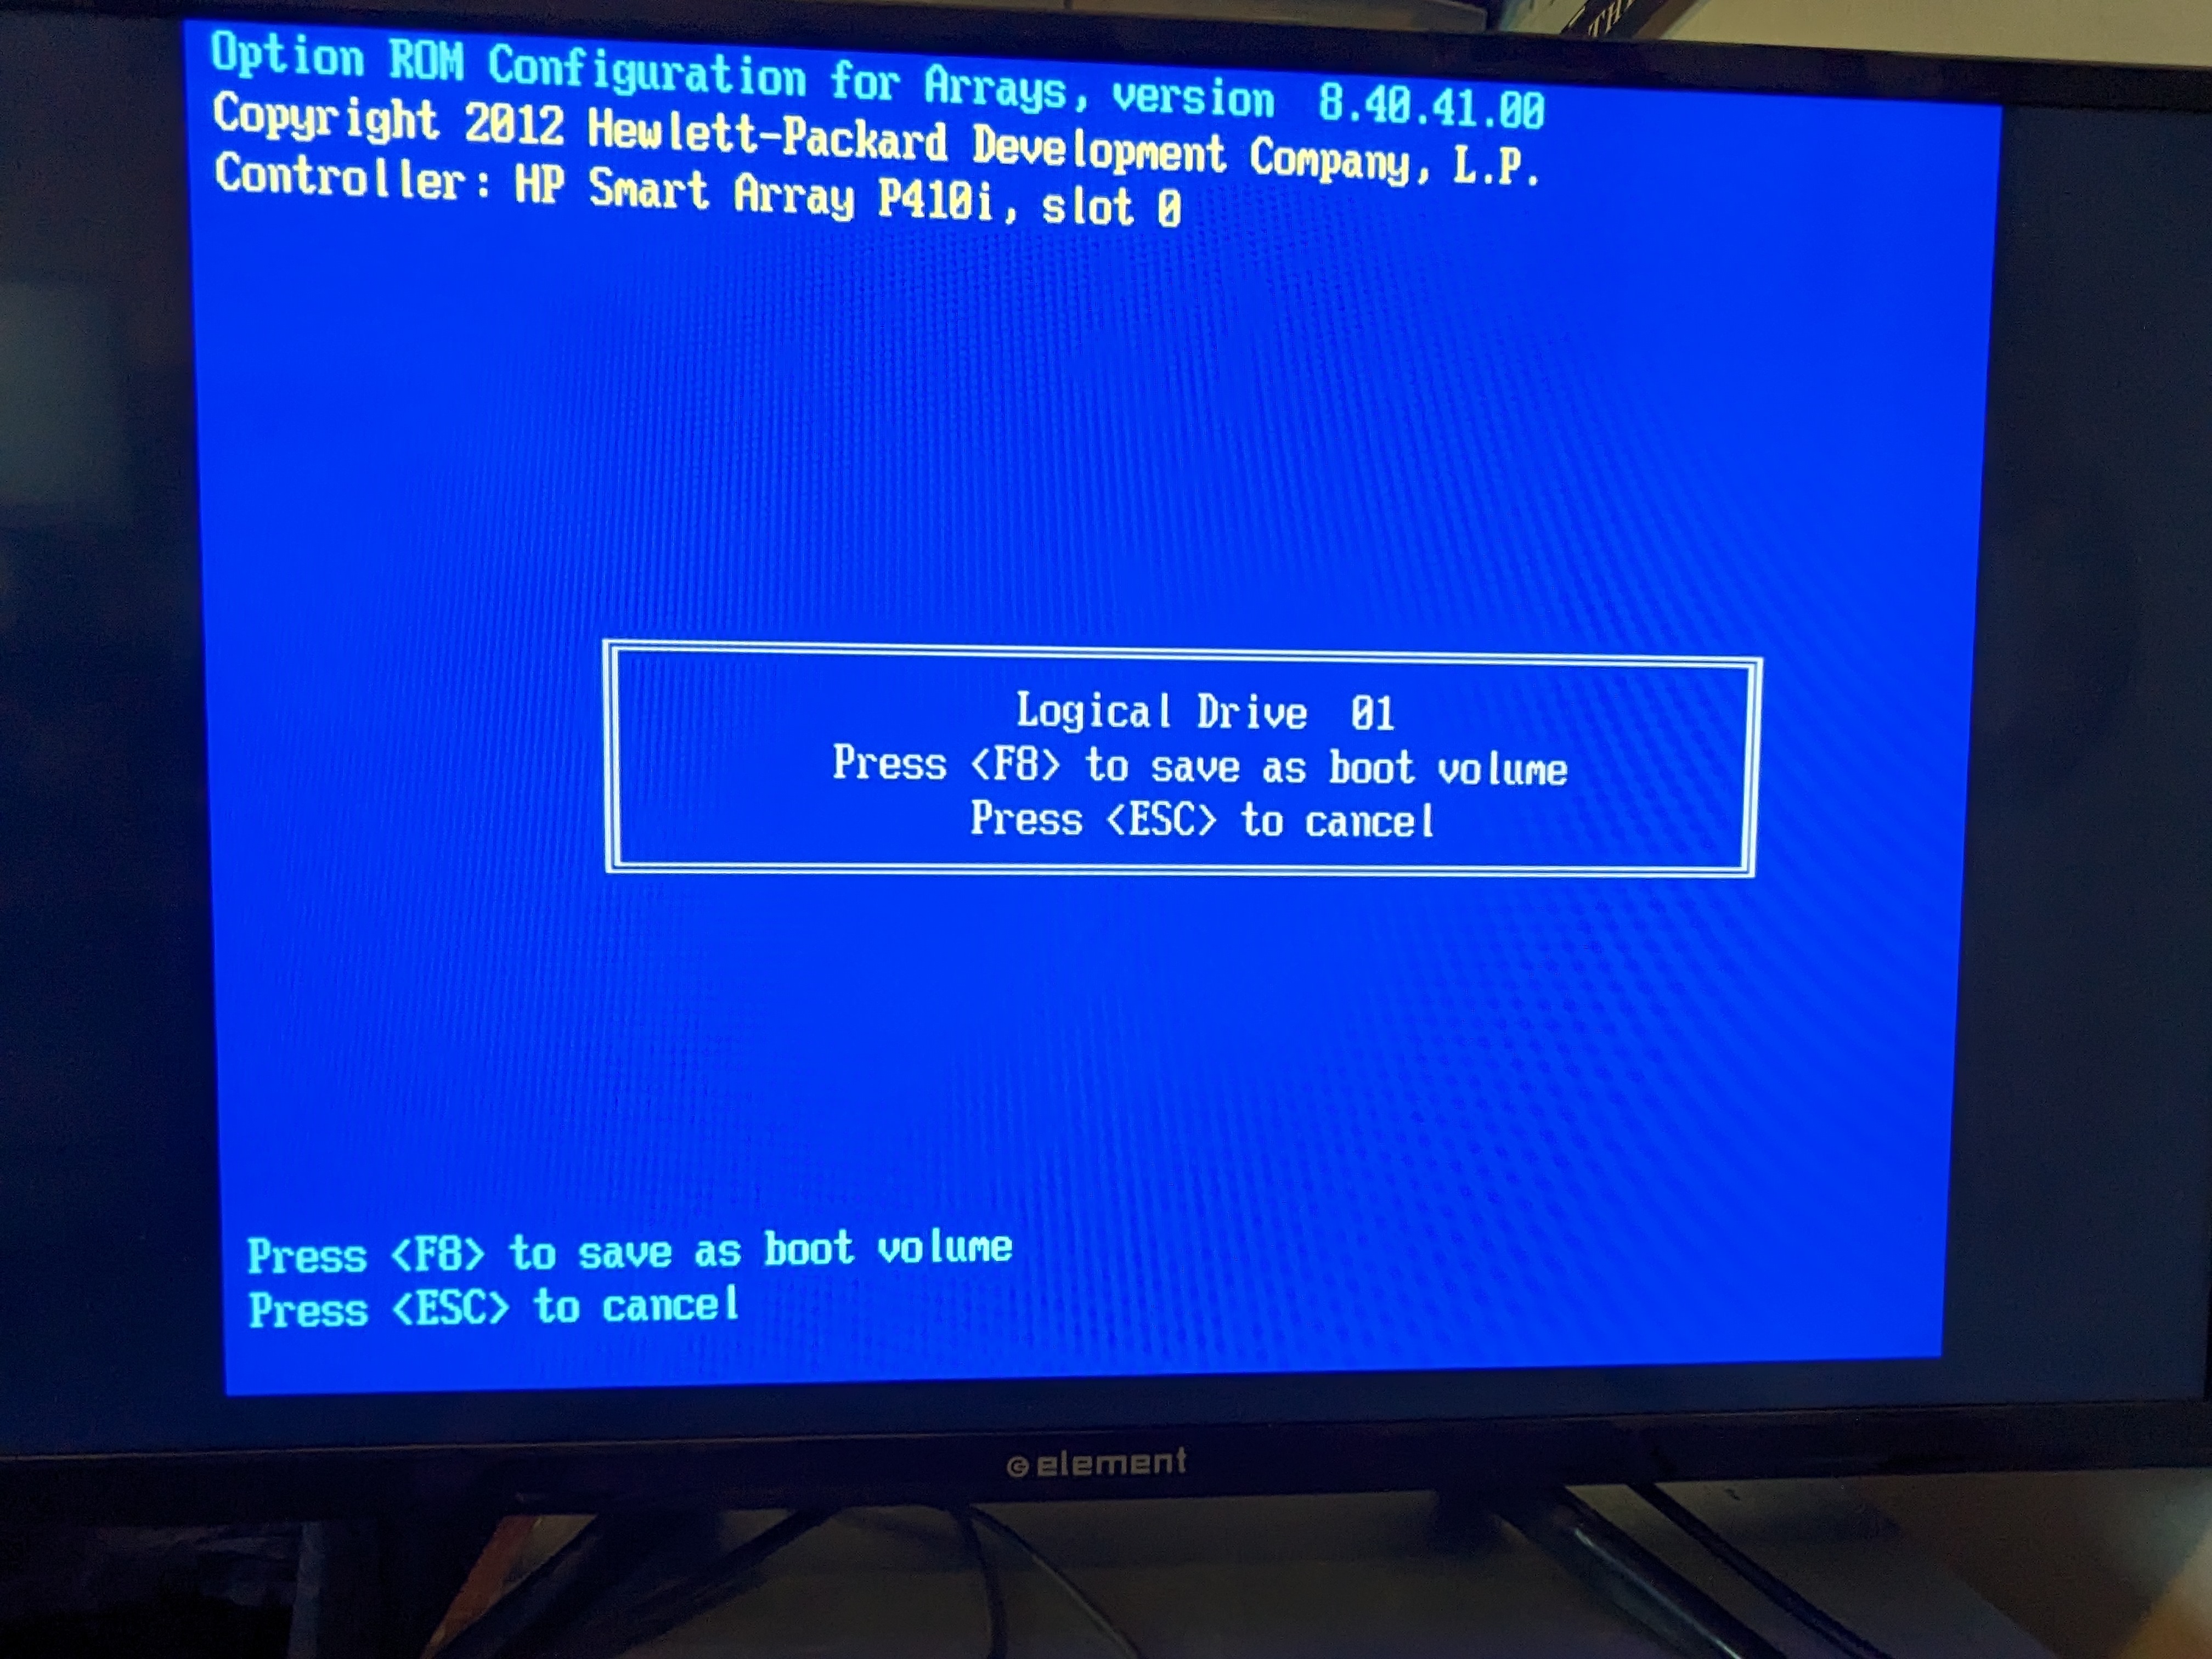 TH
Option ROM Configuration for Arrays, version 8.40.41.00
Copyright 2012 Hewlett-Packard Development Company, L.P.
Controller: HP Smart Array P410i, slot 0
Logical Drive 01
Press <F8> to save as boot volume
Press <ESC> to cancel
Press <F8> to save as boot volume
Press <ESC> to cancel
element